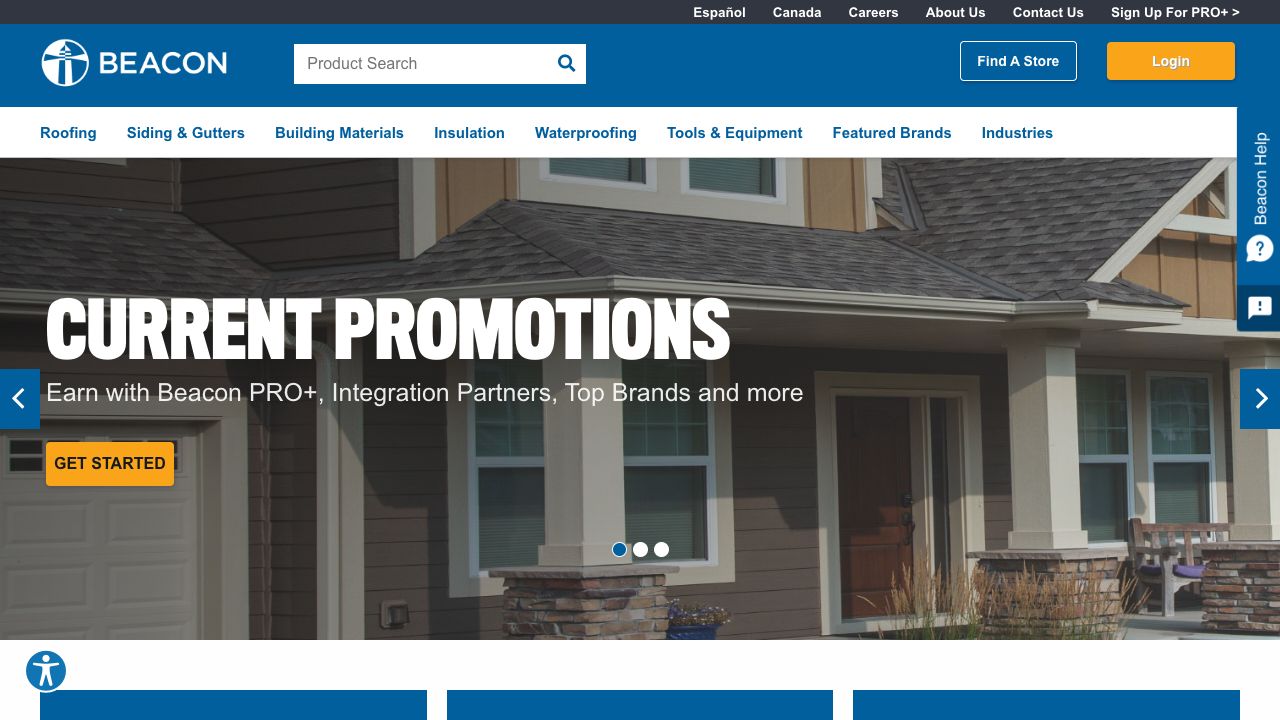 Español Canada Careers About Us Contact Us Sign Up For PRO+ >
BEACON
Product Search
Find A Store
Login
Roofing Siding & Gutters Building Materials Insulation Waterproofing Tools & Equipment Featured Brands Industries
Beacon Help
CURRENT PROMOTIONS
Earn with Beacon PRO+, Integration Partners, Top Brands and more
GET STARTED